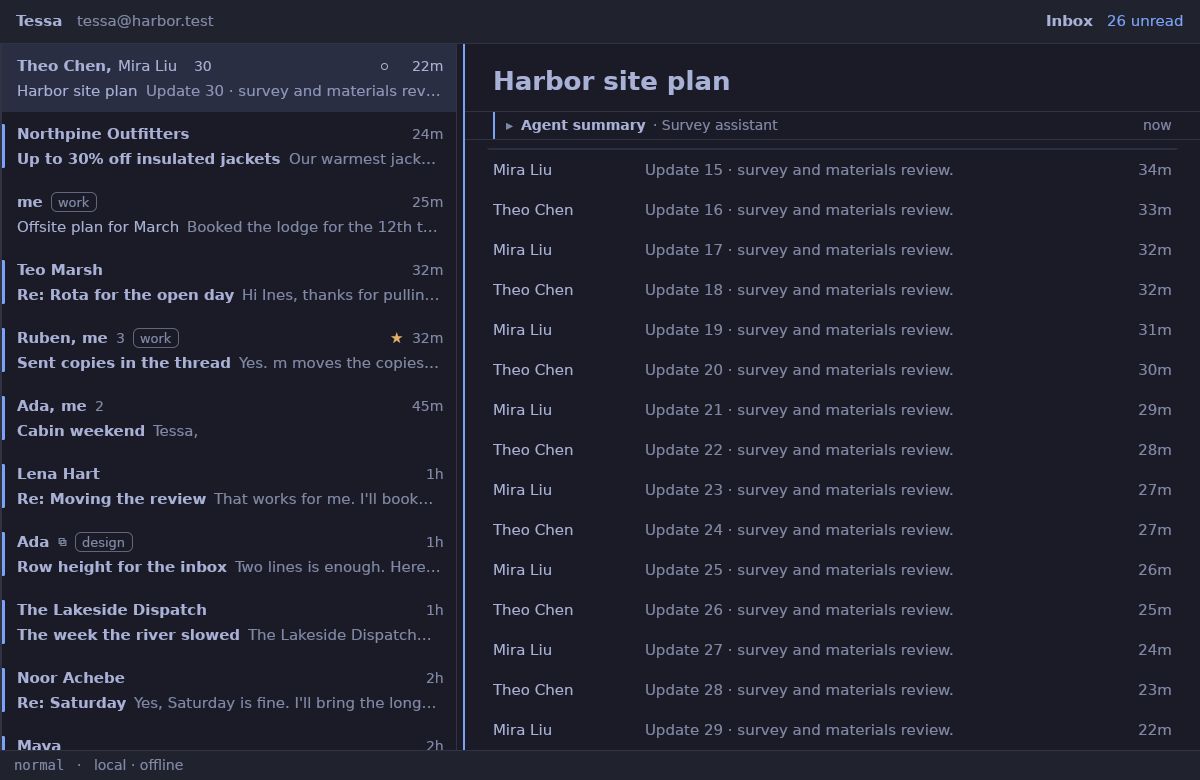 Tessa tessa@harbor.test
Inbox 26 unread
Theo Chen, Mira Liu 30 22m
Harbor site plan Update 30 · survey and materials rev…
Northpine Outfitters 24m
Up to 30% off insulated jackets Our warmest jack…
me work 25m
Offsite plan for March Booked the lodge for the 12th t…
Teo Marsh 32m
Re: Rota for the open day Hi Ines, thanks for pullin…
Ruben, me 3 work ★ 32m
Sent copies in the thread Yes. m moves the copies…
Ada, me 2 45m
Cabin weekend Tessa,
Lena Hart 1h
Re: Moving the review That works for me. I'll book…
Ada design 1h
Row height for the inbox Two lines is enough. Here…
The Lakeside Dispatch 1h
The week the river slowed The Lakeside Dispatch…
Noor Achebe 2h
Re: Saturday Yes, Saturday is fine. I'll bring the long…
Maya 2h
Harbor site plan
▸ Agent summary · Survey assistant now
Mira Liu Update 15 · survey and materials review. 34m
Theo Chen Update 16 · survey and materials review. 33m
Mira Liu Update 17 · survey and materials review. 32m
Theo Chen Update 18 · survey and materials review. 32m
Mira Liu Update 19 · survey and materials review. 31m
Theo Chen Update 20 · survey and materials review. 30m
Mira Liu Update 21 · survey and materials review. 29m
Theo Chen Update 22 · survey and materials review. 28m
Mira Liu Update 23 · survey and materials review. 27m
Theo Chen Update 24 · survey and materials review. 27m
Mira Liu Update 25 · survey and materials review. 26m
Theo Chen Update 26 · survey and materials review. 25m
Mira Liu Update 27 · survey and materials review. 24m
Theo Chen Update 28 · survey and materials review. 23m
Mira Liu Update 29 · survey and materials review. 22m
normal · local · offline